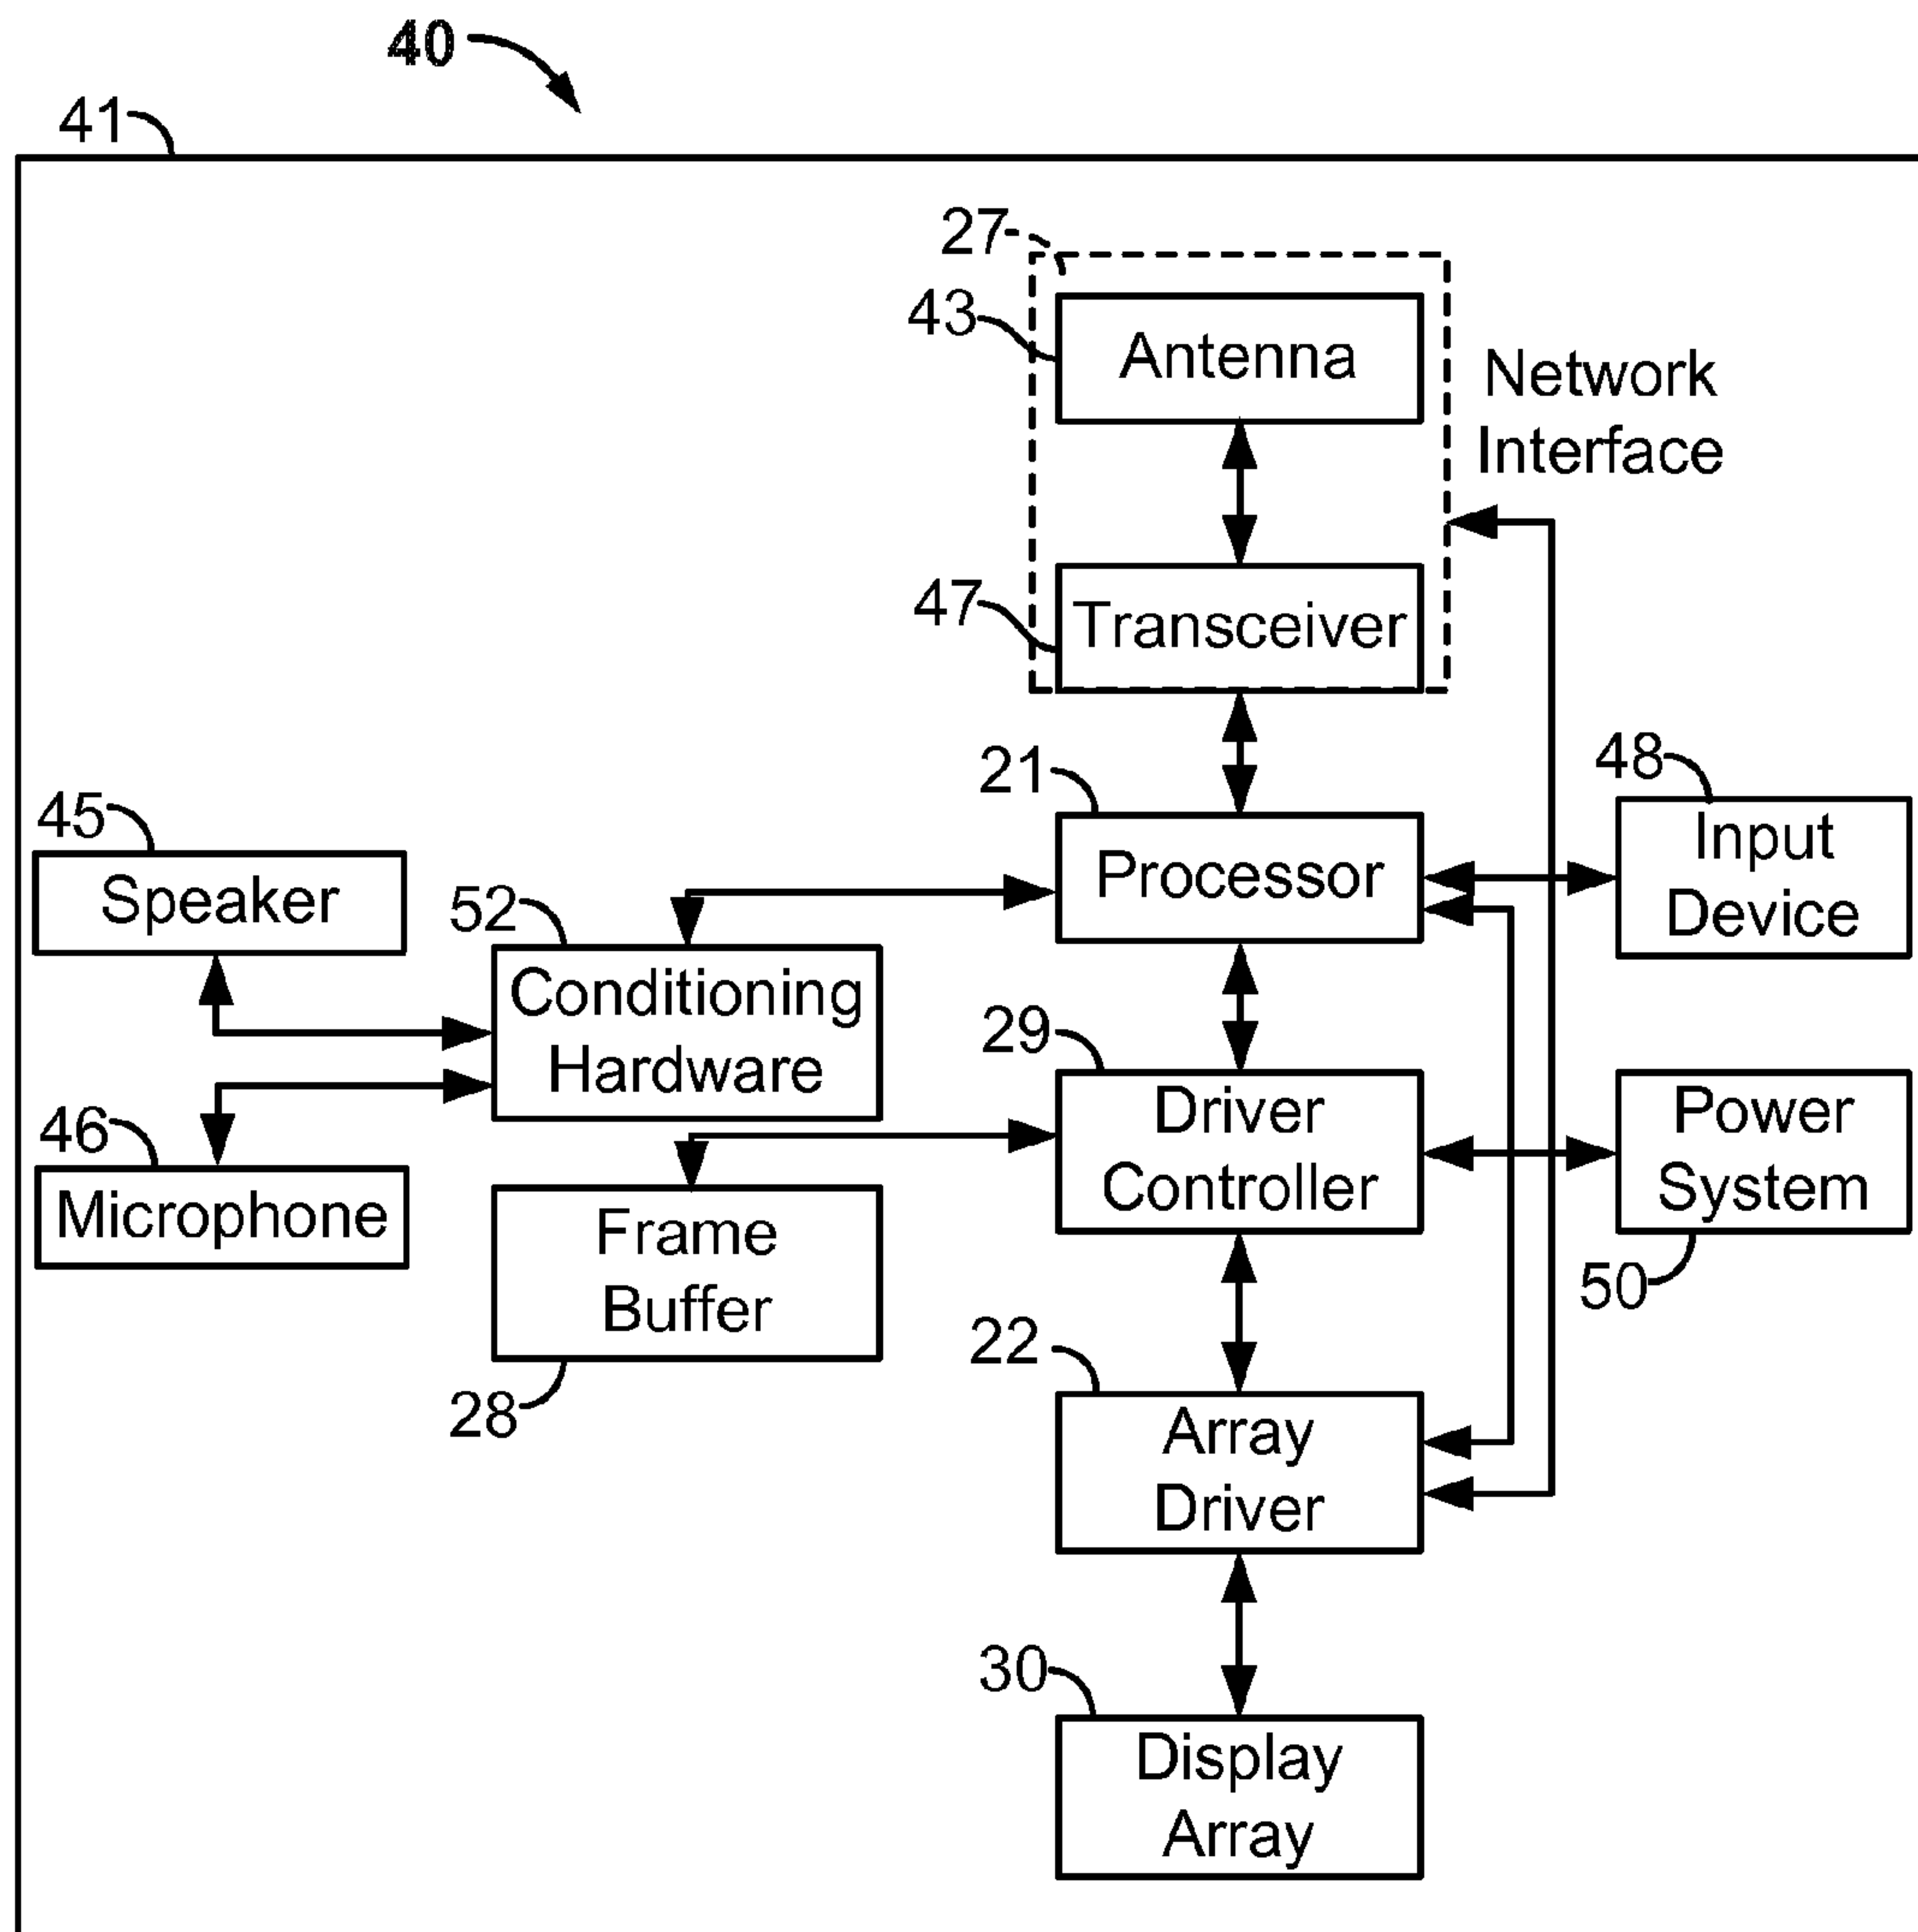 40
41
27
43
Antenna
Network
Interface
47
Transceiver
21
Processor
48
Input
Device
45
Speaker
52
Conditioning
Hardware
29
Driver
Controller
Power
System
50
46
Microphone
Frame
Buffer
28
22
Array
Driver
30
Display
Array